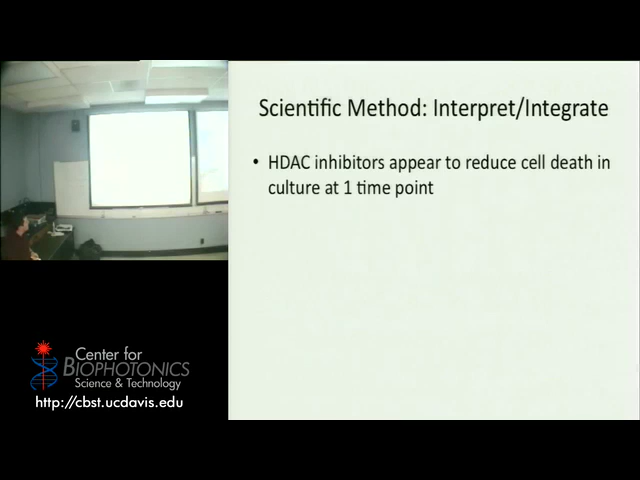 Scientific Method: Interpret/Integrate
• HDAC inhibitors appear to reduce cell death in
culture at 1 time point
Center for
BIOPHOTONICS
Science & Technology
http://cbst.ucdavis.edu